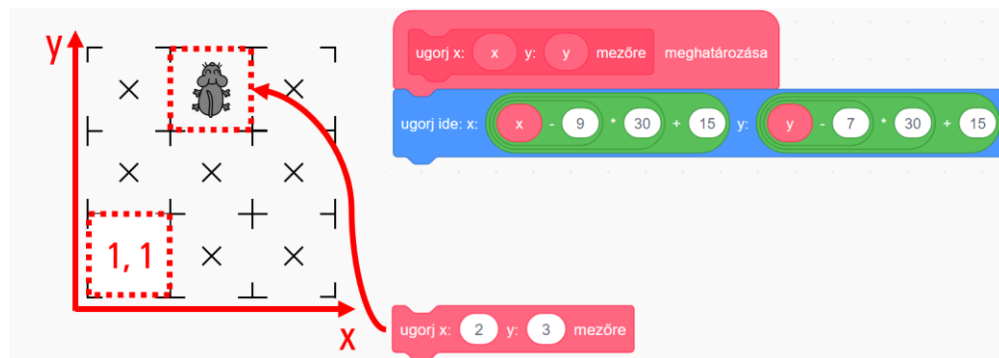 y
1, 1
x
ugorj x: x y: y mezőre meghatározása
ugorj ide: x: x - 9 * 30 + 15 y: y - 7 * 30 + 15
ugorj x: 2 y: 3 mezőre